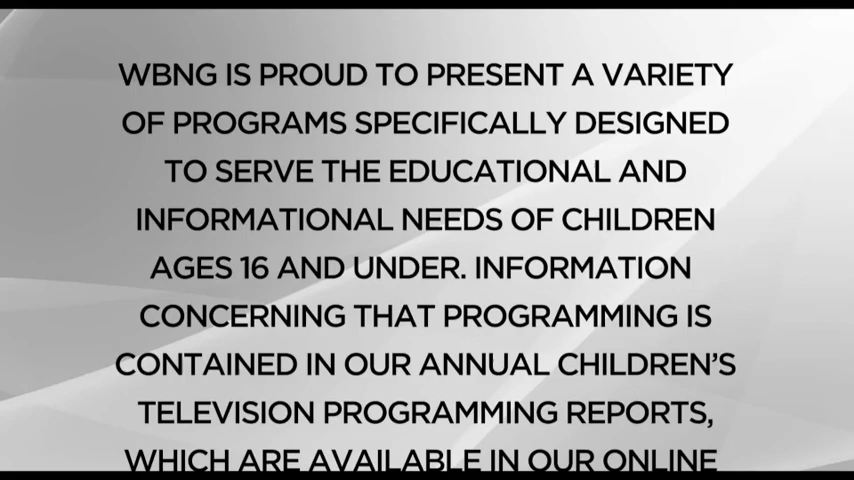 WBNG IS PROUD TO PRESENT A VARIETY
OF PROGRAMS SPECIFICALLY DESIGNED
TO SERVE THE EDUCATIONAL AND
INFORMATIONAL NEEDS OF CHILDREN
AGES 16 AND UNDER. INFORMATION
CONCERNING THAT PROGRAMMING IS
CONTAINED IN OUR ANNUAL CHILDREN’S
TELEVISION PROGRAMMING REPORTS,
WHICH ARE AVAILABLE IN OUR ONLINE